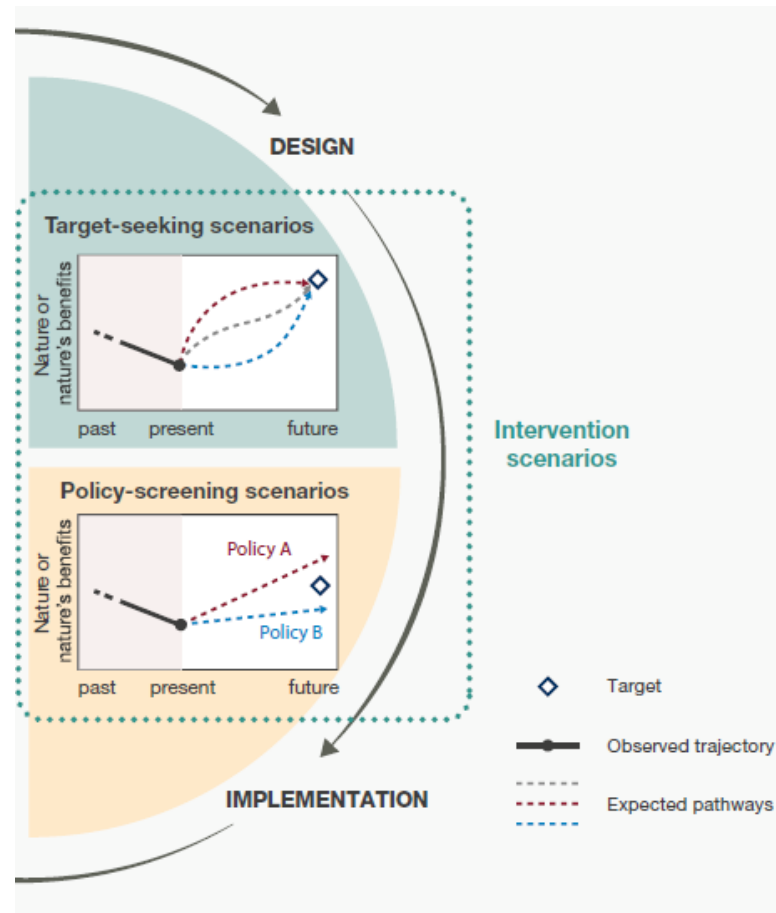 DESIGN
Target-seeking scenarios
Nature or
nature's benefits
past present future
Intervention
scenarios
Policy-screening scenarios
Nature or
nature's benefits
Policy A
Policy B
past present future
Target
Observed trajectory
Expected pathways
IMPLEMENTATION